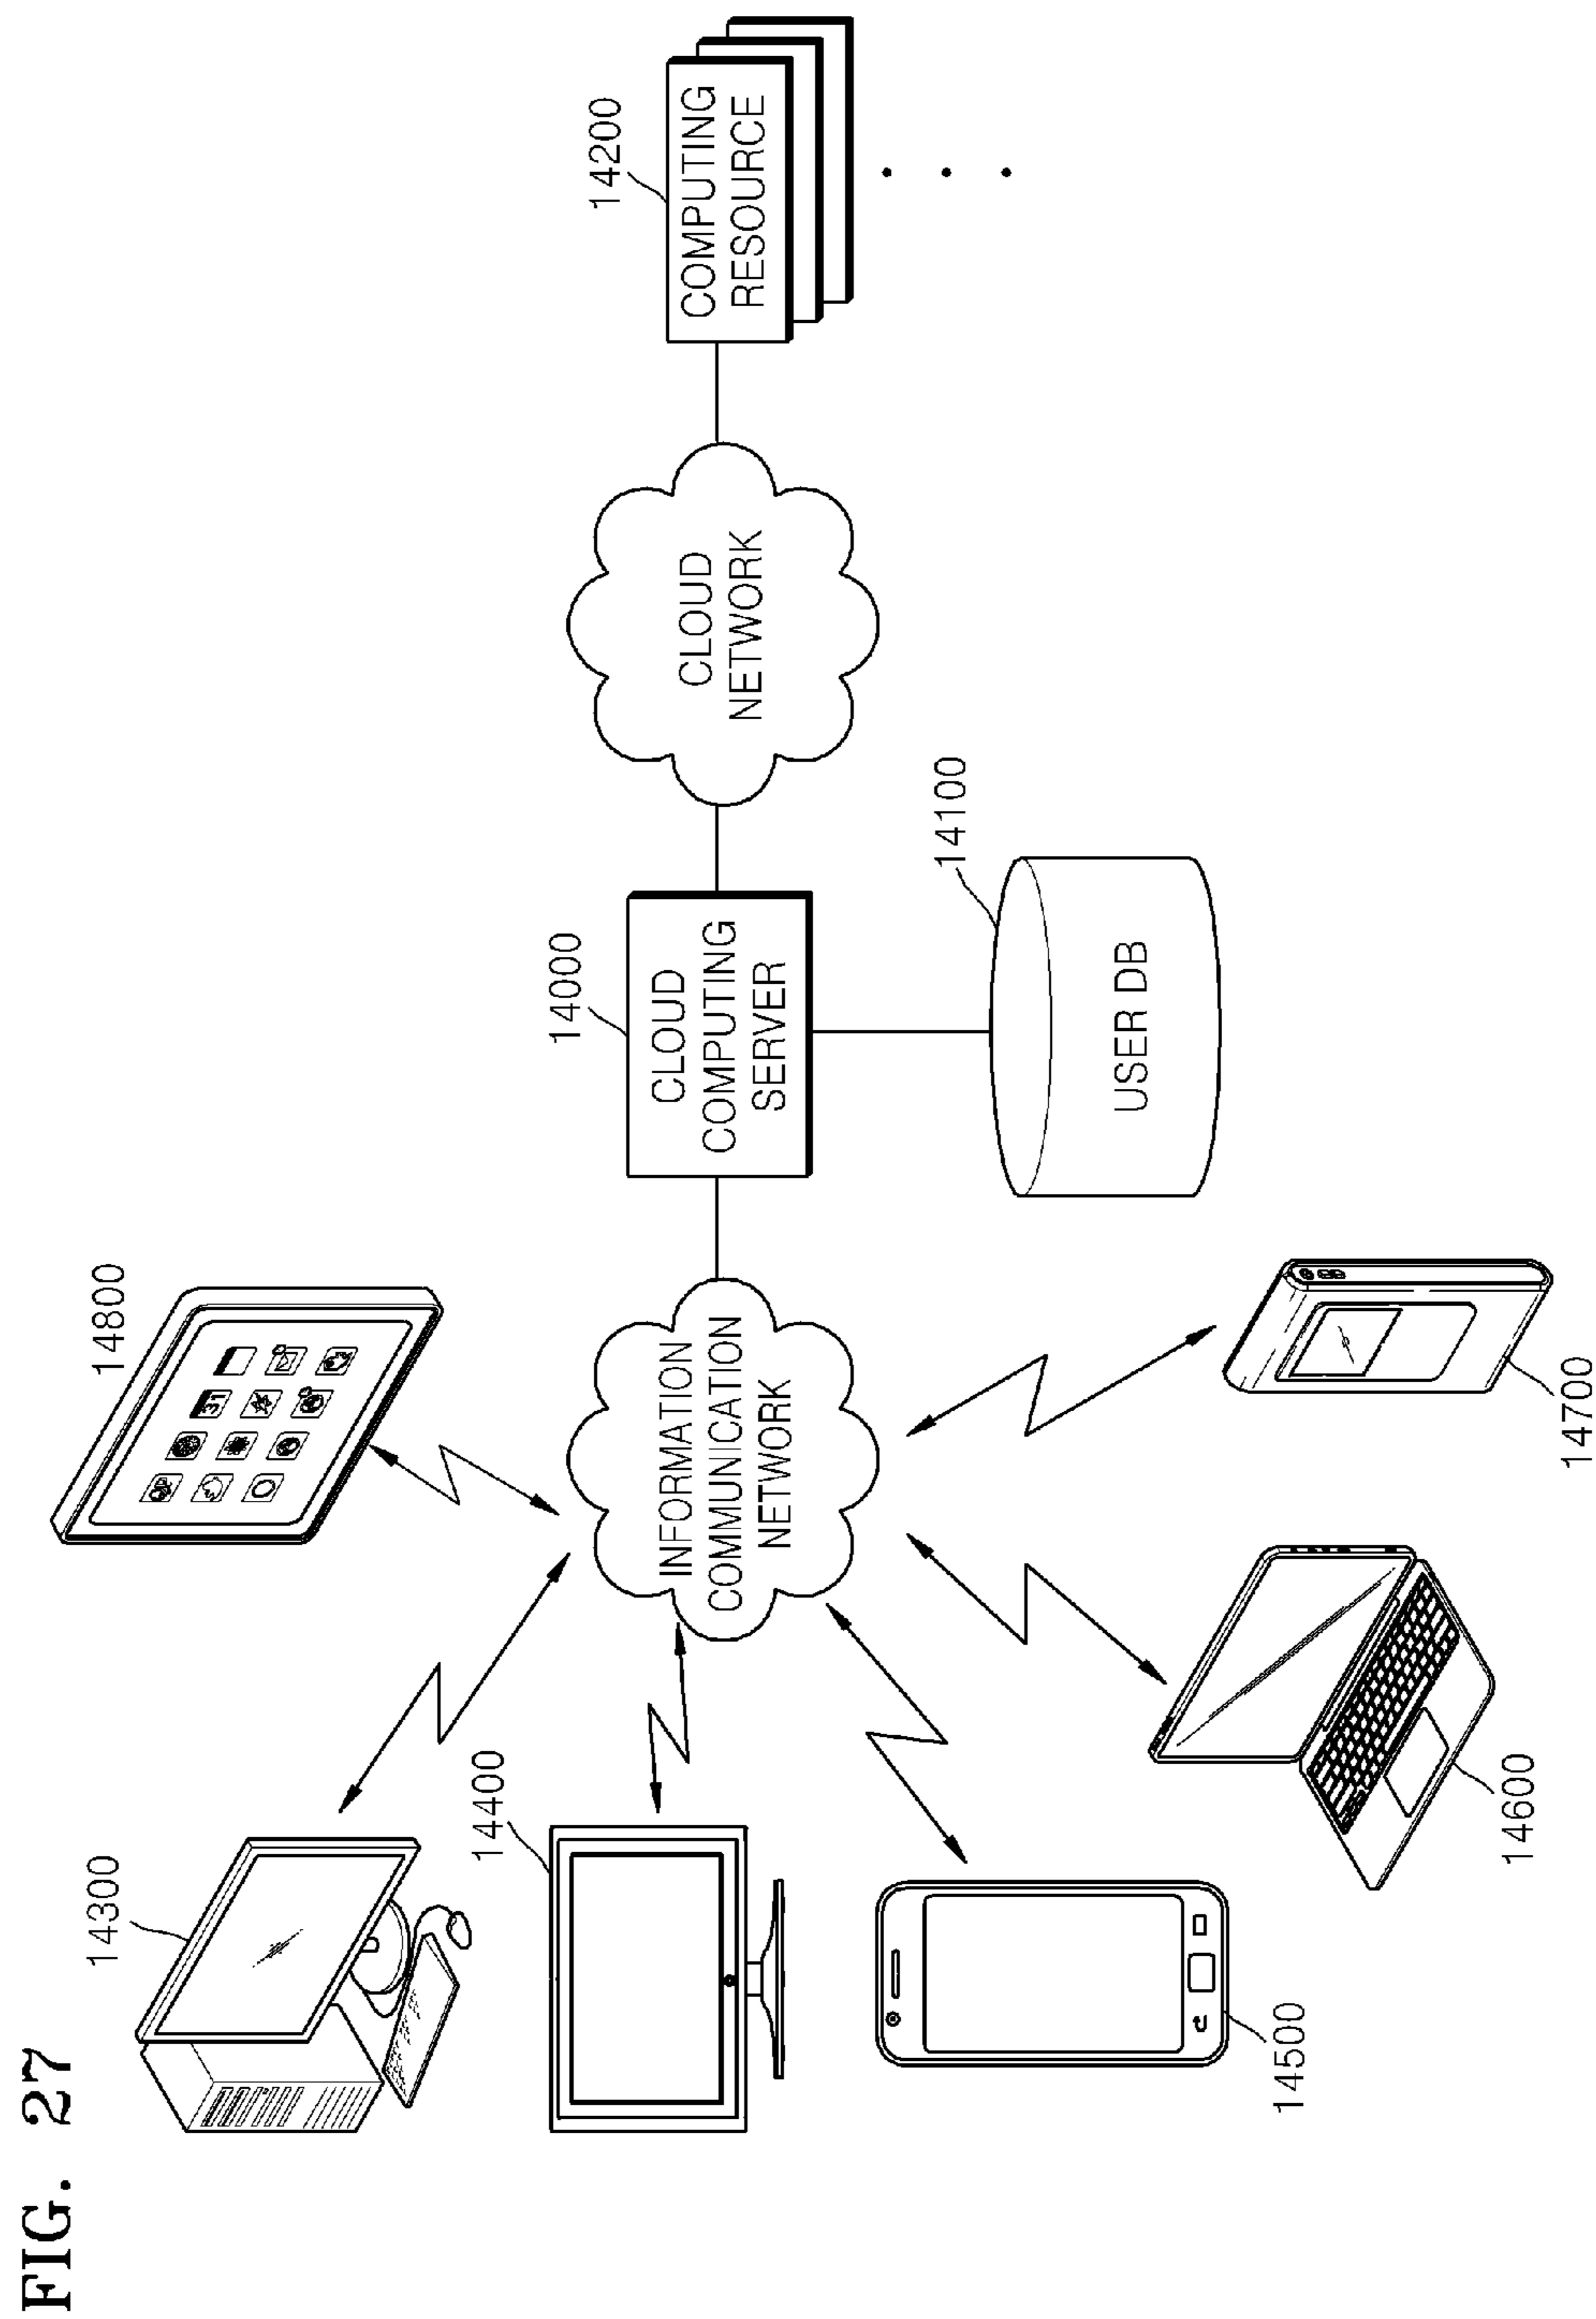 FIG. 27
14300
14800
14400
14000
14200
INFORMATION
COMMUNICATION
NETWORK
CLOUD
COMPUTING
SERVER
CLOUD
NETWORK
COMPUTING
RESOURCE
31
14100
USER DB
14500
14600
14700